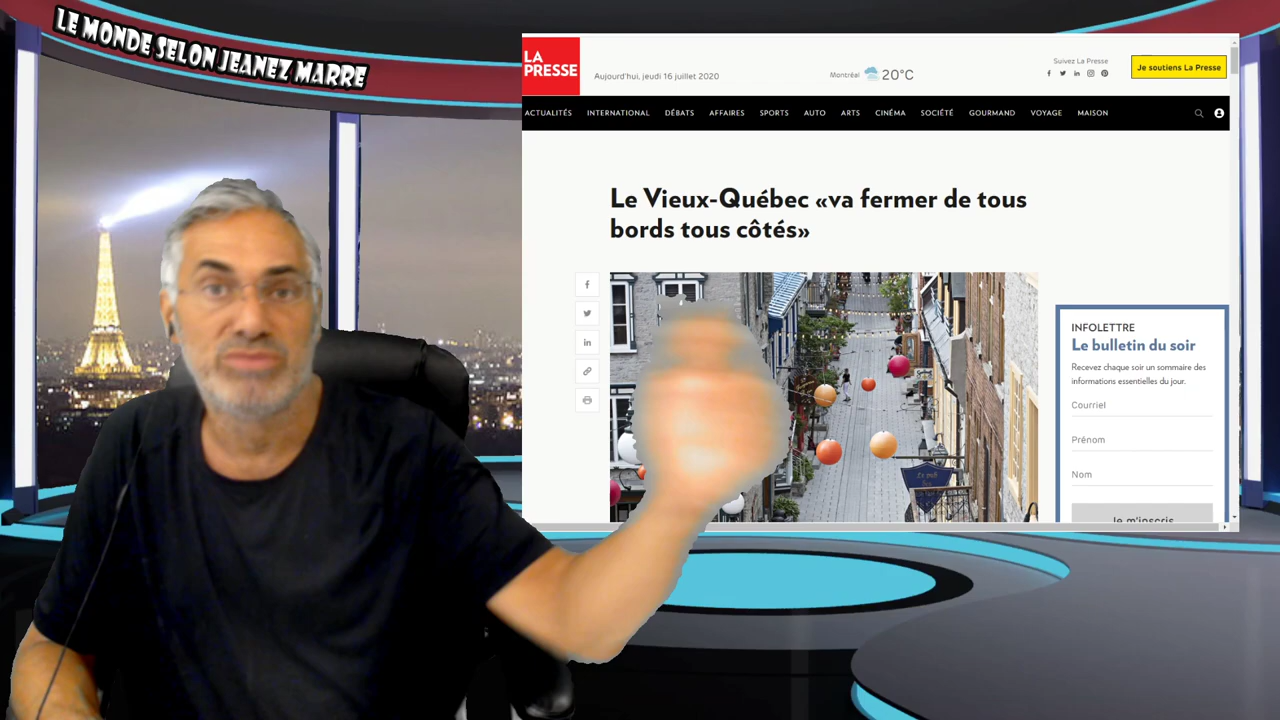 LE MONDE SELON JEANEZ MARRE
LA
PRESSE
Aujourd'hui, jeudi 16 juillet 2020
Montréal 20°C
Suivez La Presse
Je soutiens La Presse
ACTUALITÉS INTERNATIONAL DÉBATS AFFAIRES SPORTS AUTO ARTS CINÉMA SOCIÉTÉ GOURMAND VOYAGE MAISON
Le Vieux-Québec «va fermer de tous
bords tous côtés»
INFOLETTRE
Le bulletin du soir
Recevez chaque soir un sommaire des
informations essentielles du jour.
Courriel
Prénom
Nom
Je m'inscris